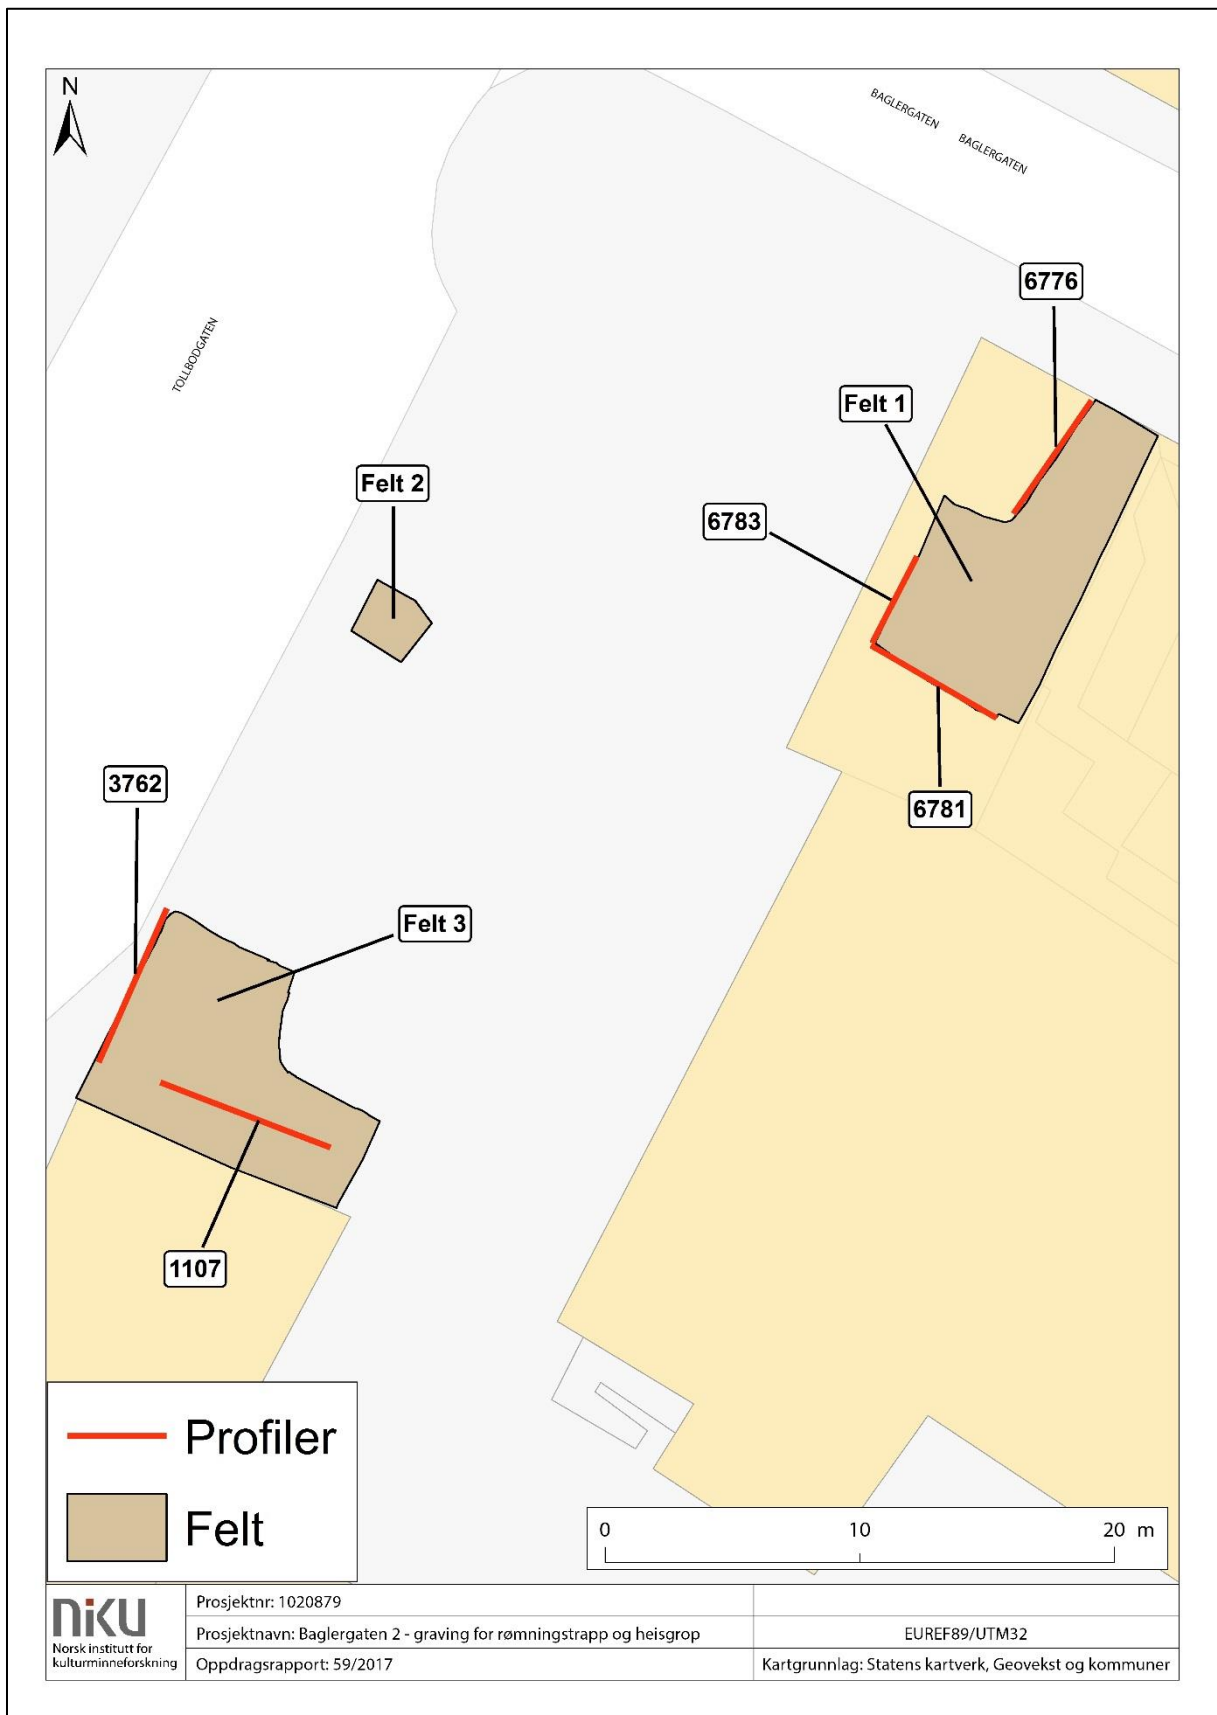 N
BAGLERGATEN
BAGLERGATEN
TOLLBODGATEN
6776
Felt 1
Felt 2
6783
3762
6781
Felt 3
1107
Profiler
Felt
0 10 20 m
NIKU
Norsk institutt for
kulturminneforskning
Prosjektnr: 1020879
Prosjektnavn: Baglergaten 2 - graving for rømningstrapp og heisgrop
EUREF89/UTM32
Oppdragsrapport: 59/2017
Kartgrunnlag: Statens kartverk, Geovekst og kommuner